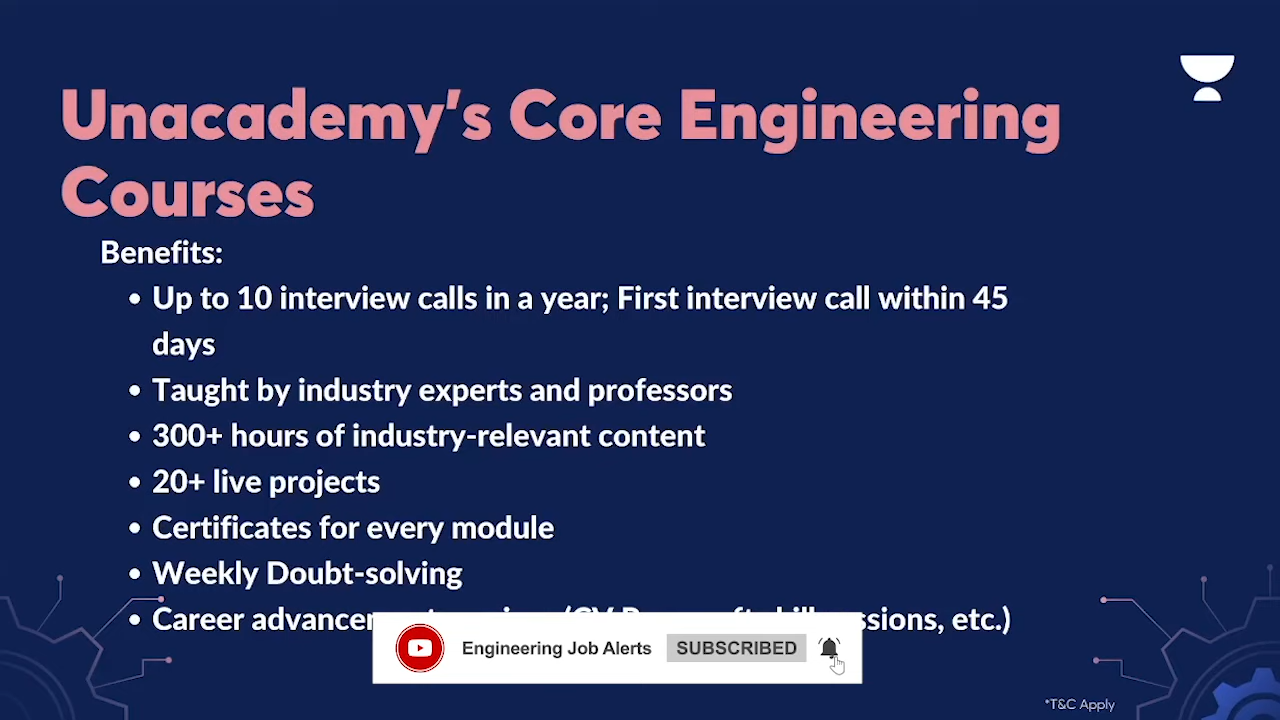 Unacademy's Core Engineering
Courses
Benefits:
• Up to 10 interview calls in a year; First interview call within 45
days
• Taught by industry experts and professors
• 300+ hours of industry-relevant content
• 20+ live projects
• Certificates for every module
• Weekly Doubt-solving
• Career etc.)
Engineering Job Alerts SUBSCRIBED
*T&C Apply